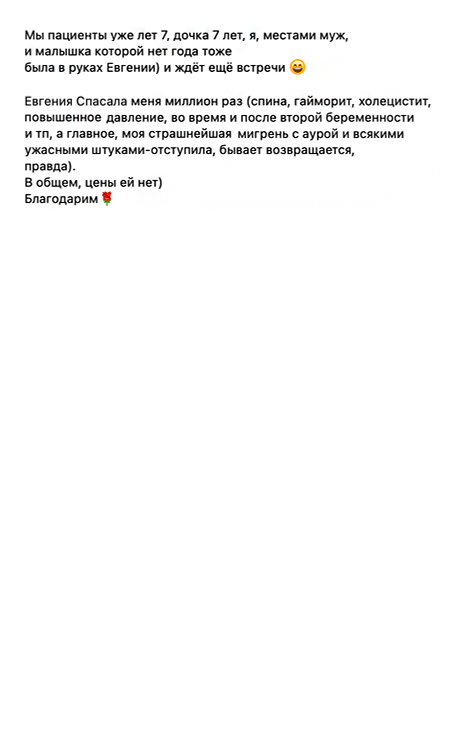 Мы пациенты уже лет 7, дочка 7 лет, я, местами муж,
и малышка которой нет года тоже
была в руках Евгении) и ждёт ещё встречи 😄
Евгения Спасала меня миллион раз (спина, гайморит, холецистит,
повышенное давление, во время и после второй беременности
и тп, а главное, моя страшнейшая мигрень с аурой и всякими
ужасными штуками-отступила, бывает возвращается,
правда).
В общем, цены ей нет)
Благодарим🌹